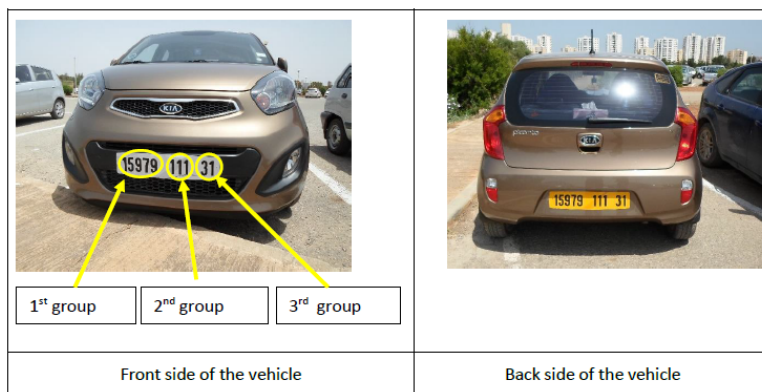 KIA
15979 111 31
1st group
2nd group
3rd group
Front side of the vehicle
picanto
KIA
15979 111 31
Back side of the vehicle